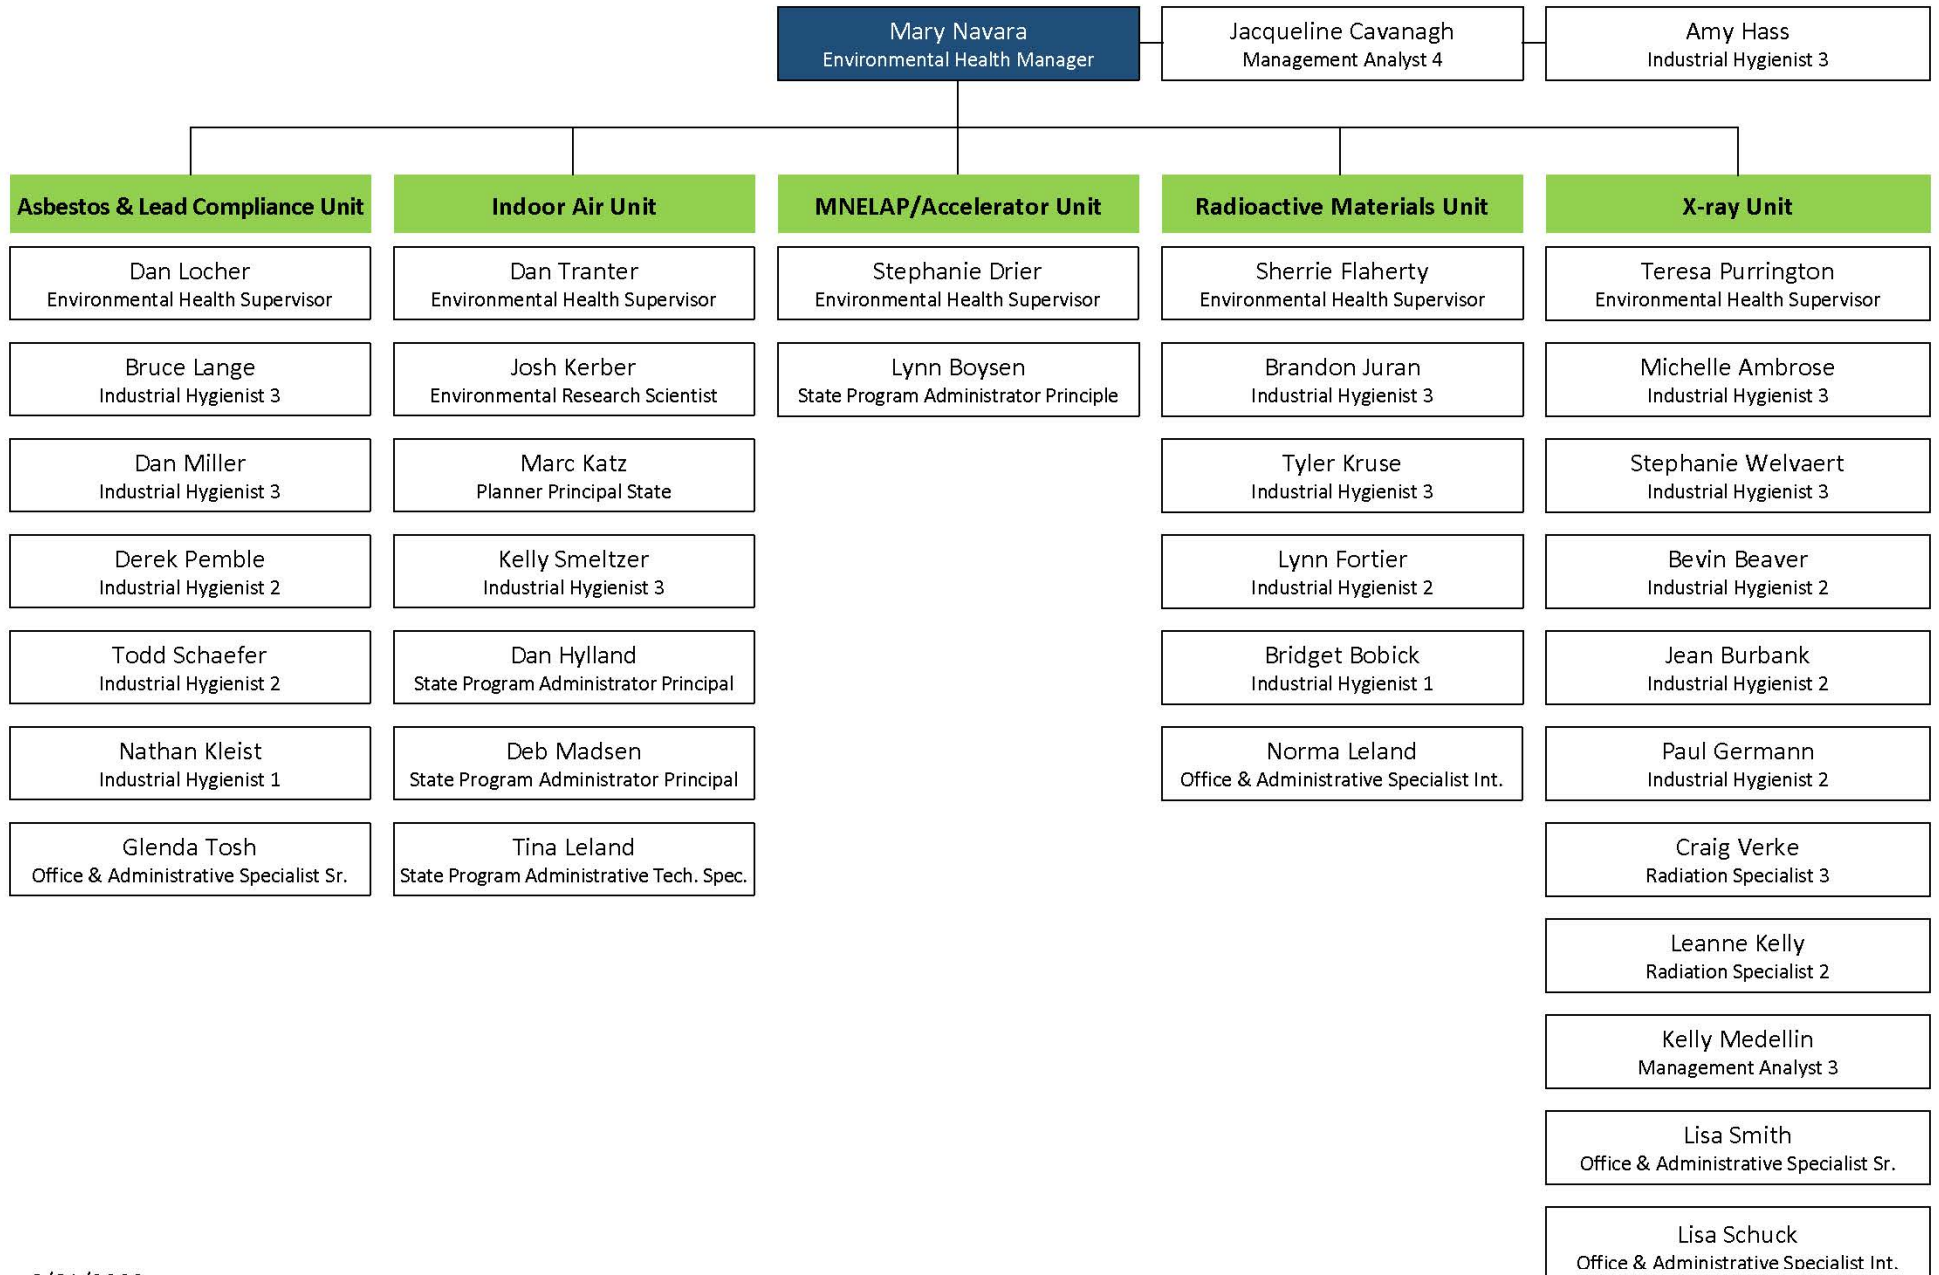 Mary Navara
Environmental Health Manager
Jacqueline Cavanagh
Management Analyst 4
Amy Hass
Industrial Hygienist 3
Asbestos & Lead Compliance Unit
Dan Locher
Environmental Health Supervisor
Bruce Lange
Industrial Hygienist 3
Dan Miller
Industrial Hygienist 3
Derek Pemble
Industrial Hygienist 2
Todd Schaefer
Industrial Hygienist 2
Nathan Kleist
Industrial Hygienist 1
Glenda Tosh
Office & Administrative Specialist Sr.
Indoor Air Unit
Dan Tranter
Environmental Health Supervisor
Josh Kerber
Environmental Research Scientist
Marc Katz
Planner Principal State
Kelly Smeltzer
Industrial Hygienist 3
Dan Hylland
State Program Administrator Principal
Deb Madsen
State Program Administrator Principal
Tina Leland
State Program Administrative Tech. Spec.
MNELAP/Accelerator Unit
Stephanie Drier
Environmental Health Supervisor
Lynn Boysen
State Program Administrator Principle
Radioactive Materials Unit
Sherrie Flaherty
Environmental Health Supervisor
Brandon Juran
Industrial Hygienist 3
Tyler Kruse
Industrial Hygienist 3
Lynn Fortier
Industrial Hygienist 2
Bridget Bobick
Industrial Hygienist 1
Norma Leland
Office & Administrative Specialist Int.
X-ray Unit
Teresa Purrington
Environmental Health Supervisor
Michelle Ambrose
Industrial Hygienist 3
Stephanie Welvaert
Industrial Hygienist 3
Bevin Beaver
Industrial Hygienist 2
Jean Burbank
Industrial Hygienist 2
Paul Germann
Industrial Hygienist 2
Craig Verke
Radiation Specialist 3
Leanne Kelly
Radiation Specialist 2
Kelly Medellin
Management Analyst 3
Lisa Smith
Office & Administrative Specialist Sr.
Lisa Schuck
Office & Administrative Specialist Int.